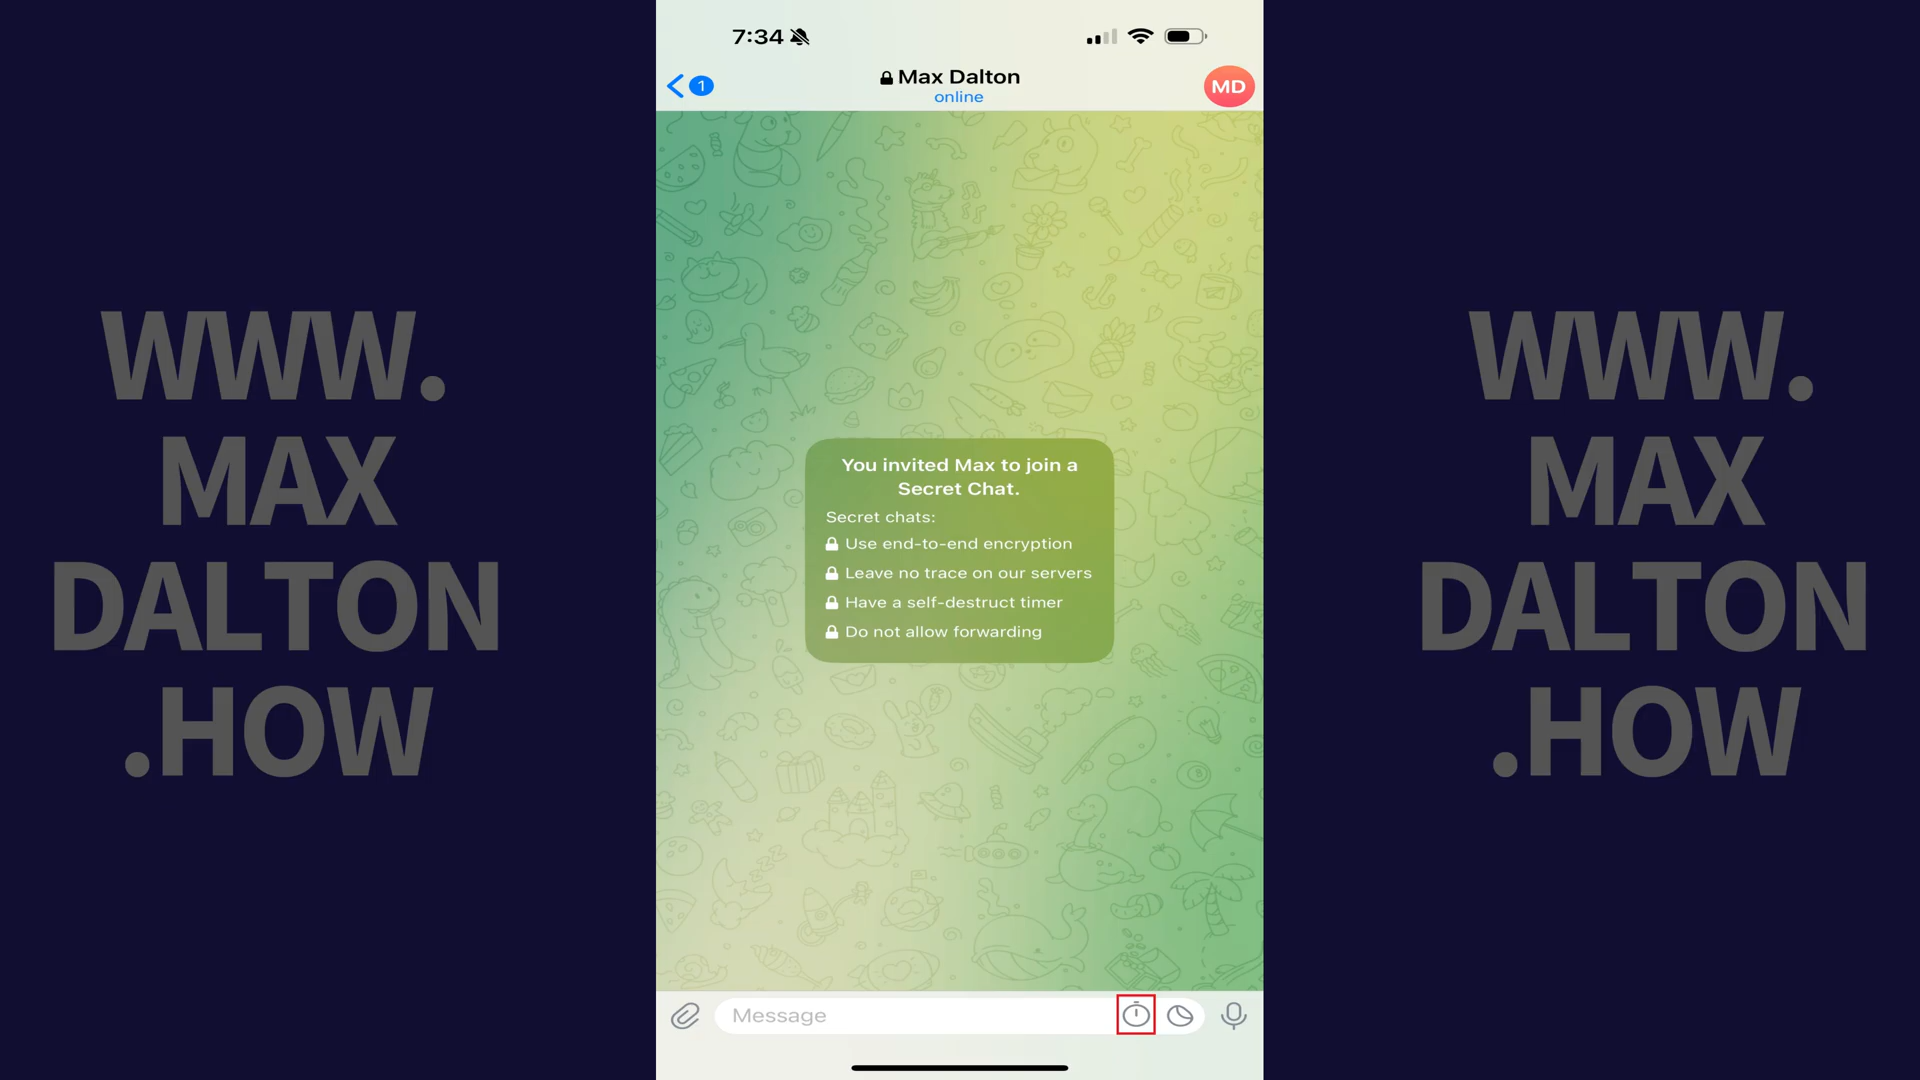 7:34
1
Max Dalton
online
MD
WWW.
MAX
DALTON
.HOW
You invited Max to join a
Secret Chat.
Secret chats:
Use end-to-end encryption
Leave no trace on our servers
Have a self-destruct timer
Do not allow forwarding
WWW.
MAX
DALTON
.HOW
Message